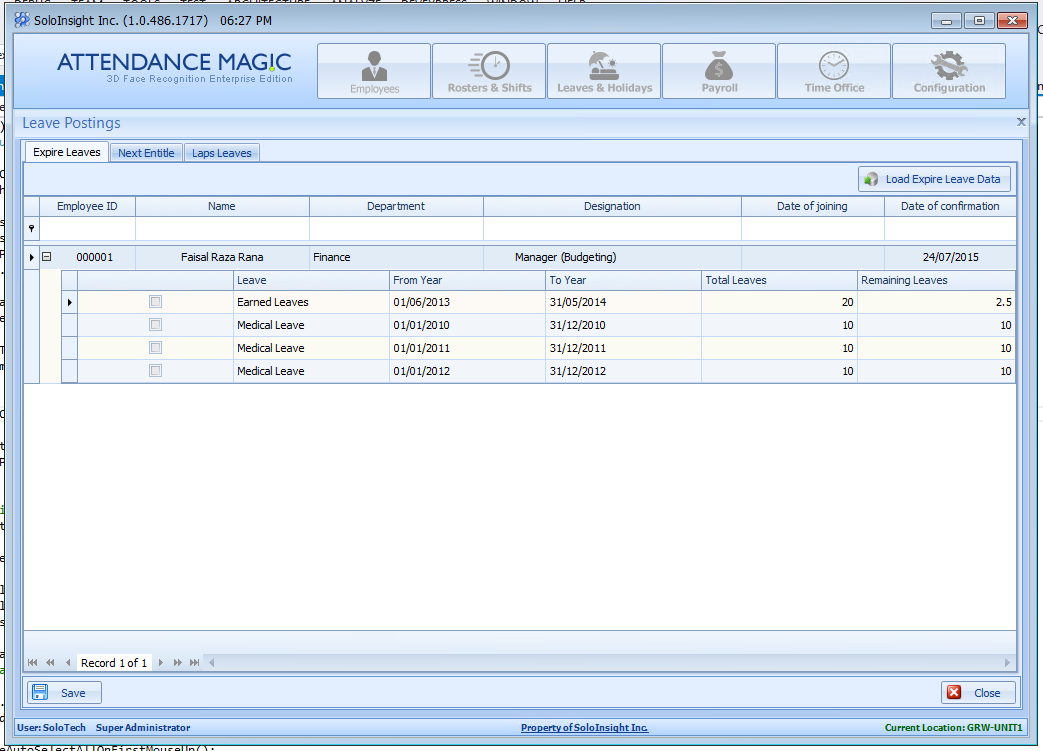 SoloInsight Inc. (1.0.486.1717) 06:27 PM
ATTENDANCE MAGIC
3D Face Recognition Enterprise Edition
Employees
Rosters & Shifts
Leaves & Holidays
Payroll
Time Office
Configuration
Leave Postings
Expire Leaves Next Entitle Laps Leaves
Load Expire Leave Data
Employee ID Name Department Designation Date of joining Date of confirmation
000001 Faisal Raza Rana Finance Manager (Budgeting) 24/07/2015
Leave From Year To Year Total Leaves Remaining Leaves
Earned Leaves 01/06/2013 31/05/2014 20 2.5
Medical Leave 01/01/2010 31/12/2010 10 10
Medical Leave 01/01/2011 31/12/2011 10 10
Medical Leave 01/01/2012 31/12/2012 10 10
Record 1 of 1
Save Close
User: SoloTech Super Administrator Property of SoloInsight Inc. Current Location: GRW-UNIT1